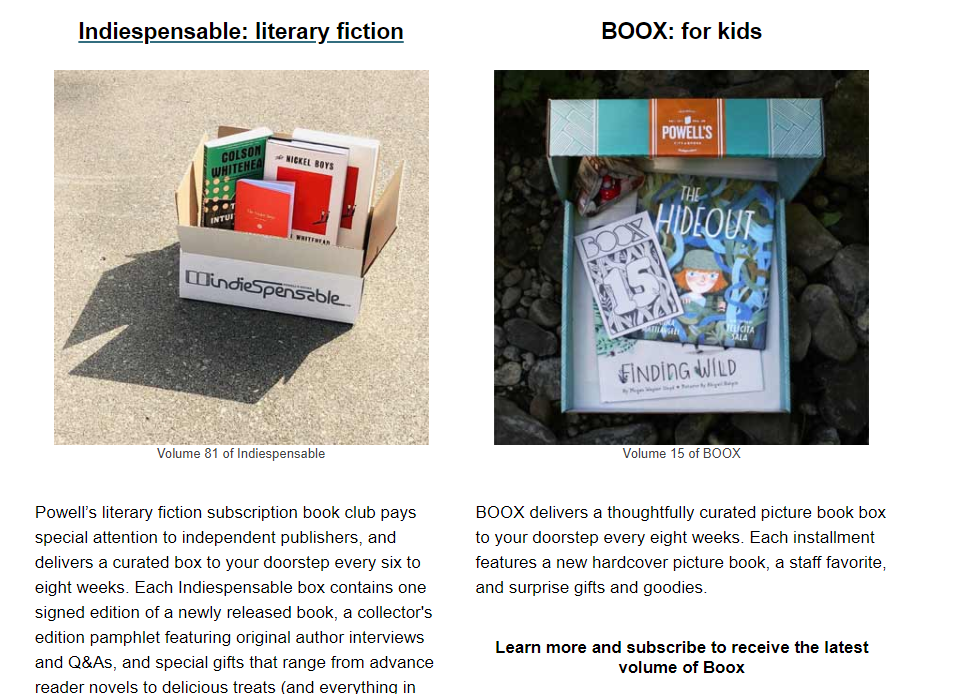 Indiespensable: literary fiction
BOOX: for kids
COLSON
WHITEHEA
THE NICKEL BOYS
WHITEHEAD
indieSpensable
POWELL'S
THE
HIDEOUT
BOOX
15
FELICITA
SALA
FINDING WILD
Volume 81 of Indiespensable
Volume 15 of BOOX
Powell’s literary fiction subscription book club pays
special attention to independent publishers, and
delivers a curated box to your doorstep every six to
eight weeks. Each Indiespensable box contains one
signed edition of a newly released book, a collector's
edition pamphlet featuring original author interviews
and Q&As, and special gifts that range from advance
reader novels to delicious treats (and everything in
BOOX delivers a thoughtfully curated picture book box
to your doorstep every eight weeks. Each installment
features a new hardcover picture book, a staff favorite,
and surprise gifts and goodies.
Learn more and subscribe to receive the latest
volume of Boox